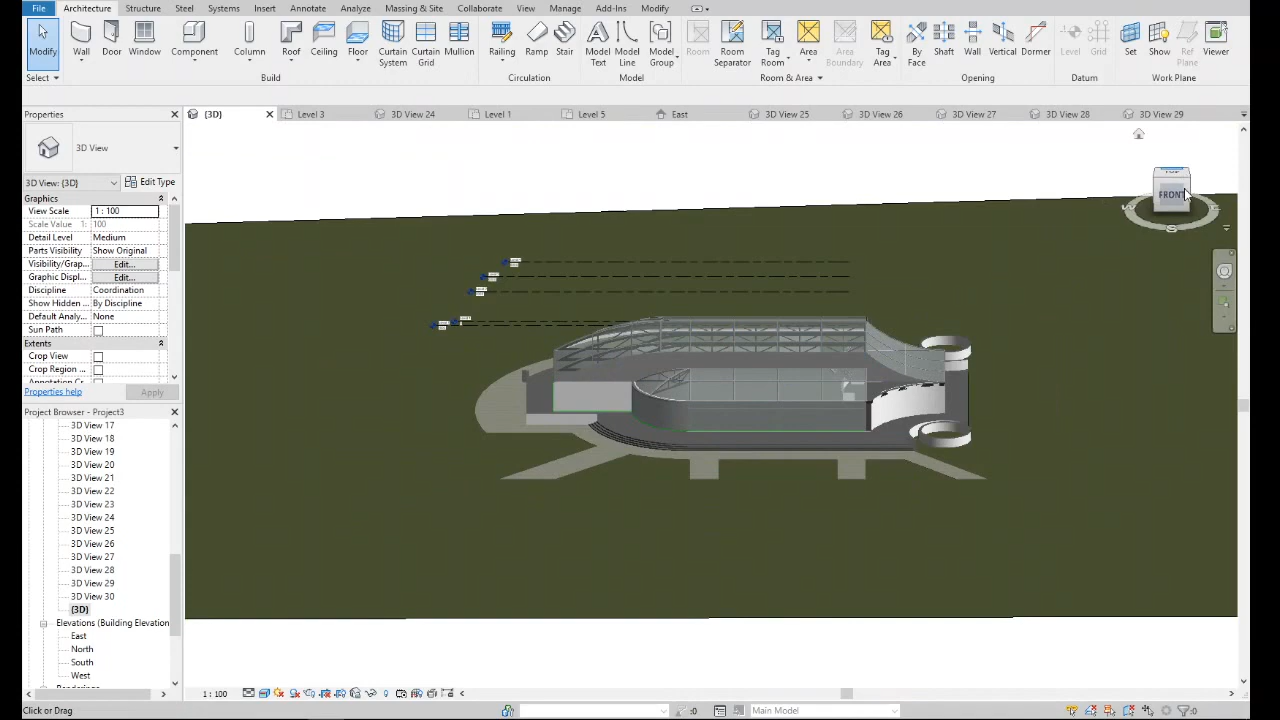 File Architecture Structure Steel Systems Insert Annotate Analyze Massing & Site Collaborate View Manage Add-Ins Modify
Modify Wall Door Window Component Column Roof Ceiling Floor Curtain System Curtain Grid Mullion Railing Ramp Stair Model Text Model Line Model Group Room Room Separator Tag Room Area Area Boundary Tag Area By Face Shaft Wall Vertical Dormer Level Grid Set Show Ref Plane Viewer
Select Build Circulation Model Room & Area Opening Datum Work Plane
Properties
{3D} Level 3 3D View 24 Level 1 Level 5 East 3D View 25 3D View 26 3D View 27 3D View 28 3D View 29
3D View
3D View: {3D} Edit Type
Graphics
View Scale 1 : 100
Scale Value 1: 100
Detail Level Medium
Parts Visibility Show Original
Visibility/Grap... Edit...
Graphic Displ... Edit...
Discipline Coordination
Show Hidden ... By Discipline
Default Analy... None
Sun Path
Extents
Crop View
Crop Region ...
Annotation Cr
Properties help Apply
Project Browser - Project3
3D View 17
3D View 18
3D View 19
3D View 20
3D View 21
3D View 22
3D View 23
3D View 24
3D View 25
3D View 26
3D View 27
3D View 28
3D View 29
3D View 30
{3D}
Elevations (Building Elevation
East
North
South
West
TOP
FRONT
W
E
S
1 : 100
Click or Drag
:0
Main Model
:0